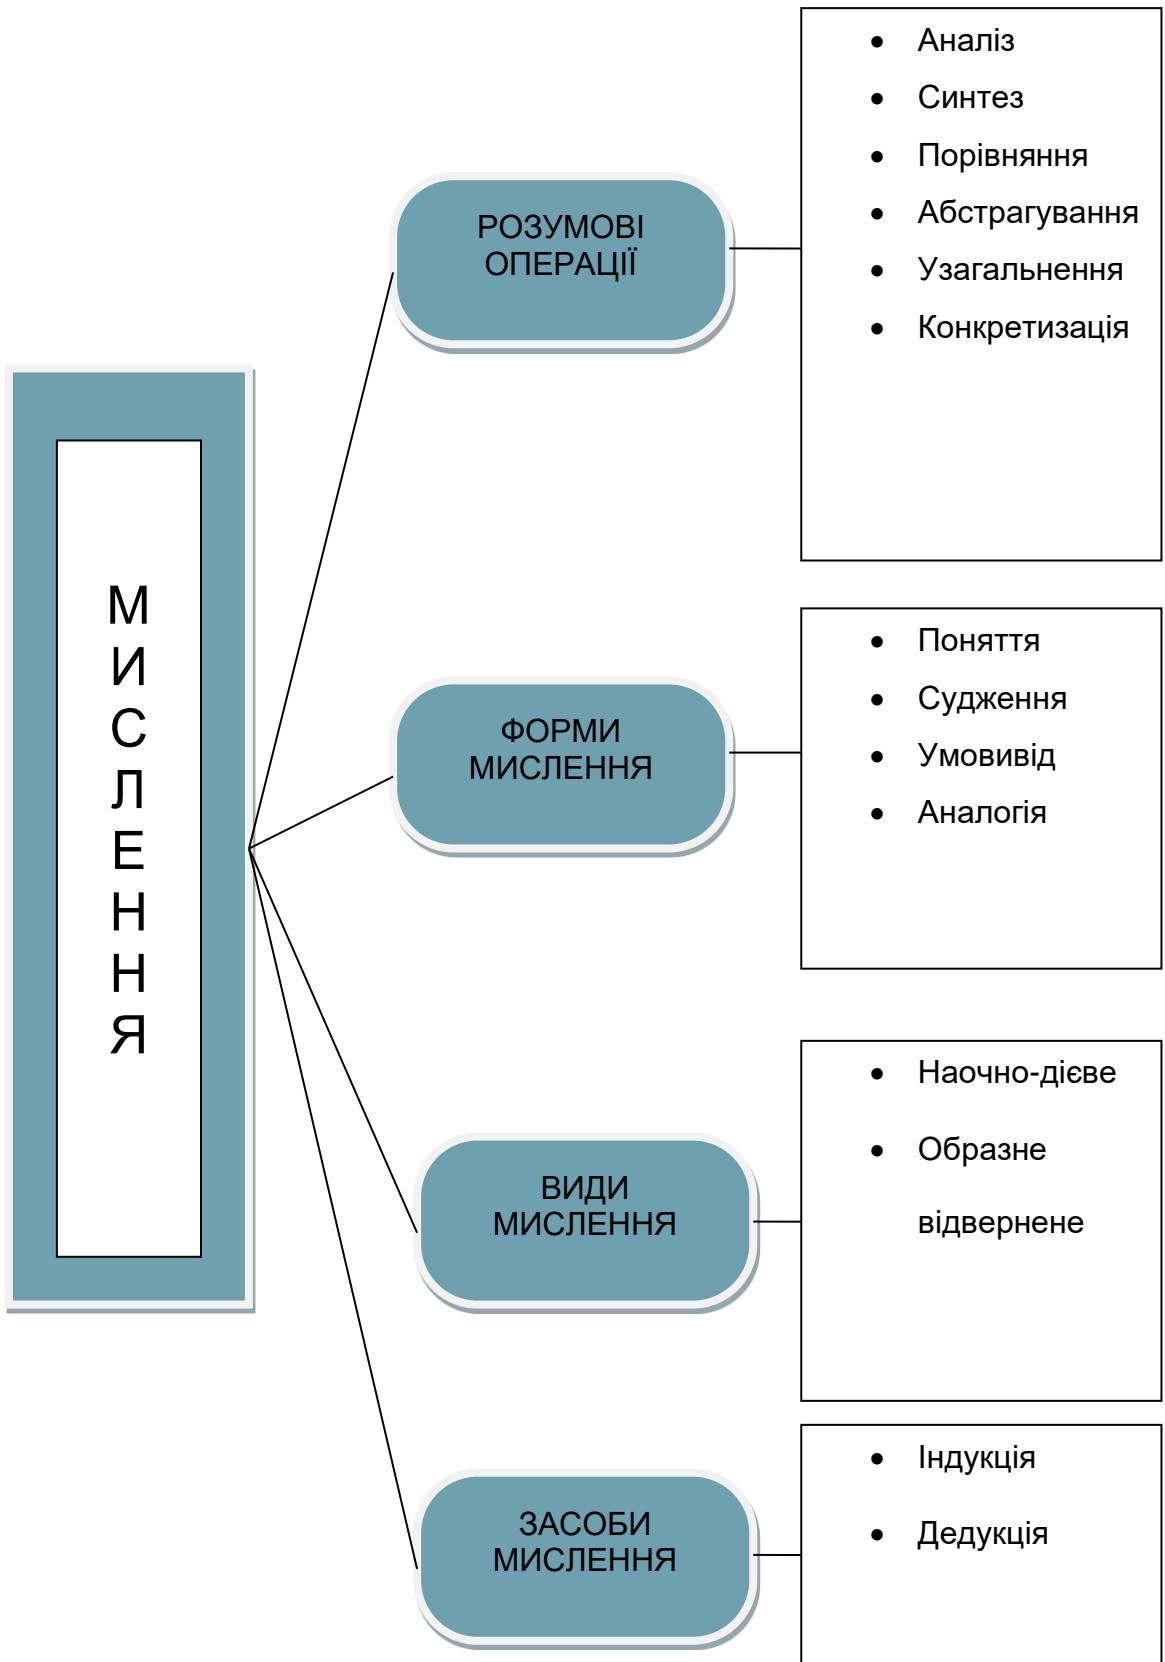 МИСЛЕННЯ
РОЗУМОВІ
ОПЕРАЦІЇ
• Аналіз
• Синтез
• Порівняння
• Абстрагування
• Узагальнення
• Конкретизація
ФОРМИ
МИСЛЕННЯ
• Поняття
• Судження
• Умовивід
• Аналогія
ВИДИ
МИСЛЕННЯ
• Наочно-дієве
• Образне
відвернене
ЗАСОБИ
МИСЛЕННЯ
• Індукція
• Дедукція